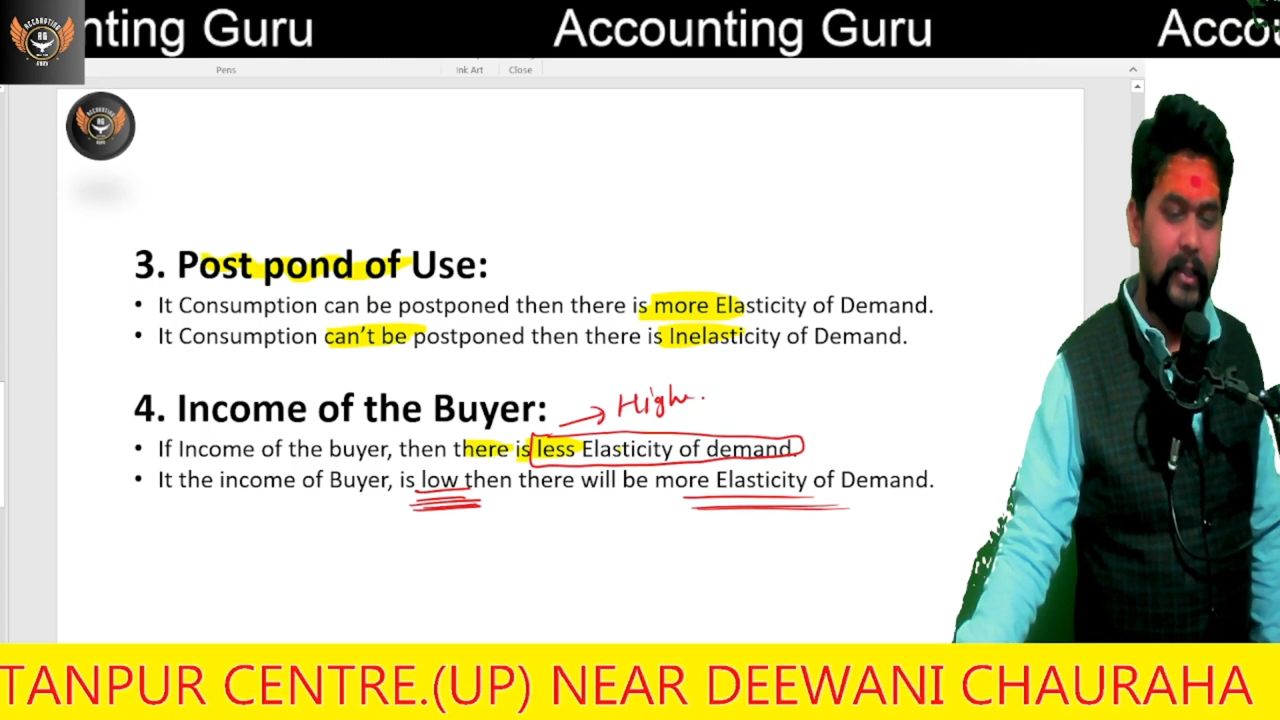 nting Guru Accounting Guru Acco
Pens Ink Art Close
3. Post pond of Use:
• It Consumption can be postponed then there is more Elasticity of Demand.
• It Consumption can't be postponed then there is Inelasticity of Demand.
4. Income of the Buyer:
High.
• If Income of the buyer, then there is less Elasticity of demand.
• It the income of Buyer, is low then there will be more Elasticity of Demand.
TANPUR CENTRE.(UP) NEAR DEEWANI CHAURAHA